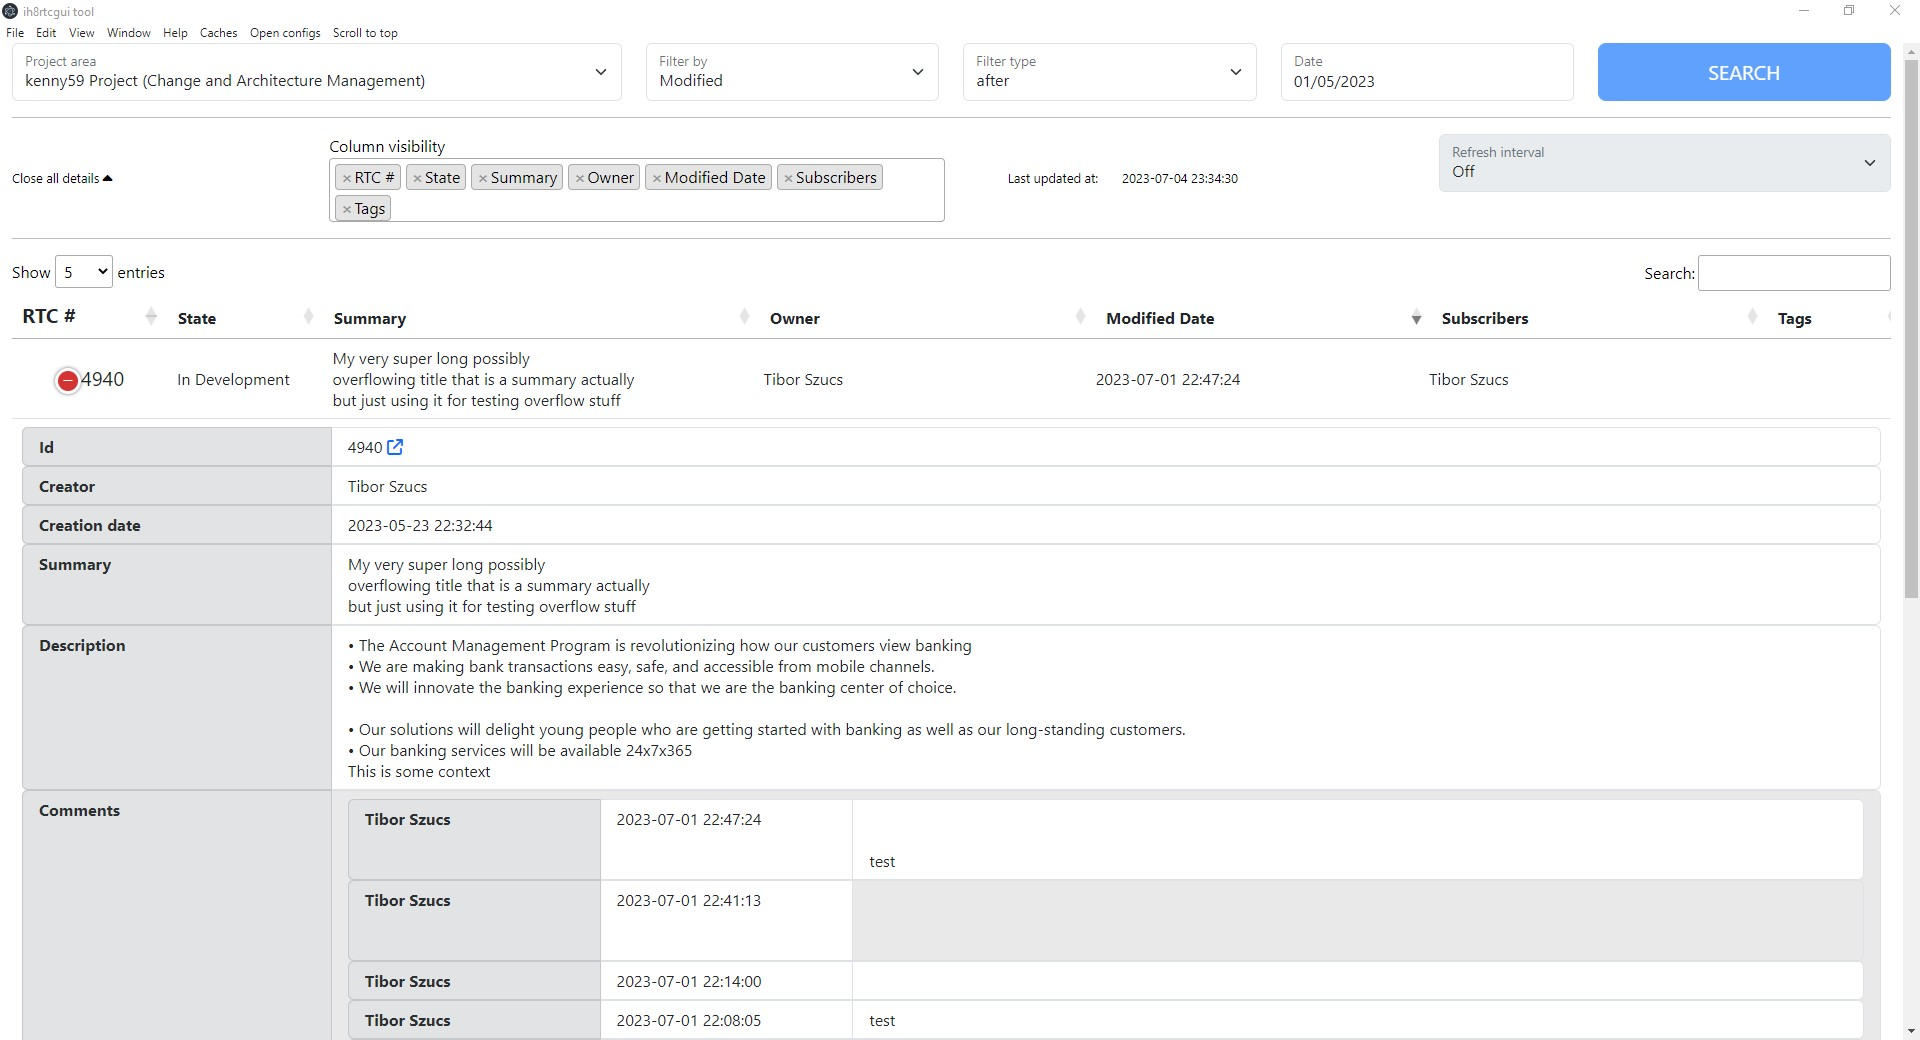 ih8rtcgui tool
File Edit View Window Help Caches Open configs Scroll to top
Project area
kenny59 Project (Change and Architecture Management)
Filter by
Modified
Filter type
after
Date
01/05/2023
SEARCH
Close all details
Column visibility
× RTC # × State × Summary × Owner × Modified Date × Subscribers
× Tags
Last updated at: 2023-07-04 23:34:30
Refresh interval
Off
Show 5 entries
Search:
RTC # State Summary Owner Modified Date Subscribers Tags
4940 In Development
My very super long possibly
overflowing title that is a summary actually
but just using it for testing overflow stuff
Tibor Szucs 2023-07-01 22:47:24 Tibor Szucs
Id 4940
Creator Tibor Szucs
Creation date 2023-05-23 22:32:44
Summary My very super long possibly
overflowing title that is a summary actually
but just using it for testing overflow stuff
Description • The Account Management Program is revolutionizing how our customers view banking
• We are making bank transactions easy, safe, and accessible from mobile channels.
• We will innovate the banking experience so that we are the banking center of choice.
• Our solutions will delight young people who are getting started with banking as well as our long-standing customers.
• Our banking services will be available 24x7x365
This is some context
Comments
Tibor Szucs 2023-07-01 22:47:24
test
Tibor Szucs 2023-07-01 22:41:13
Tibor Szucs 2023-07-01 22:14:00
Tibor Szucs 2023-07-01 22:08:05 test